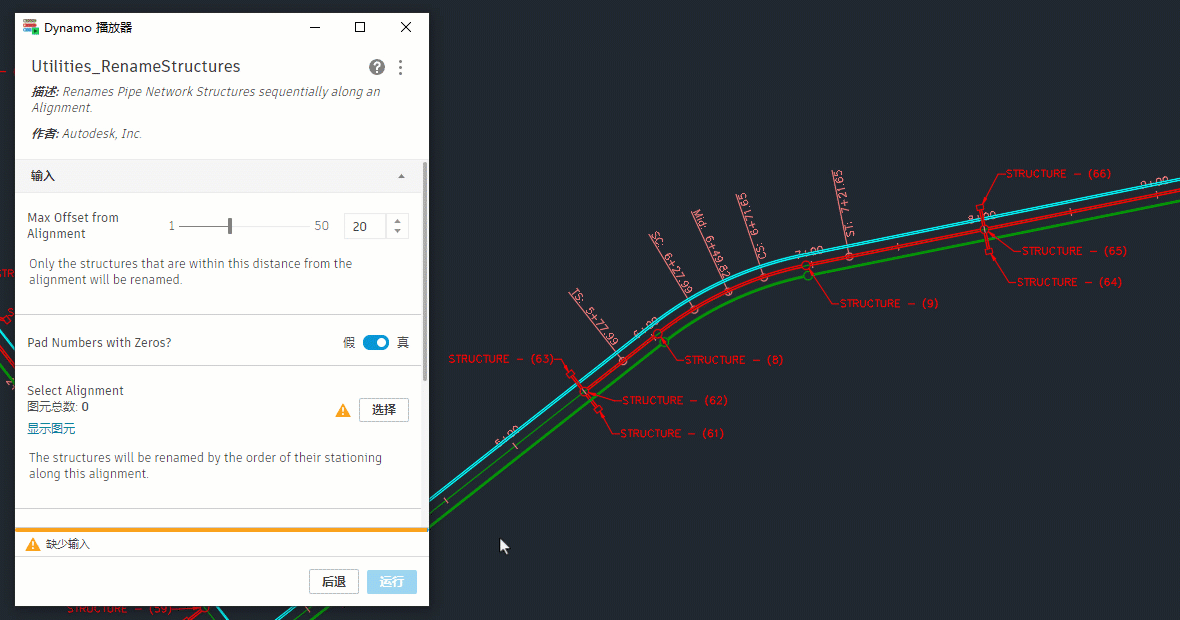 Dynamo 播放器
Utilities_RenameStructures
描述: Renames Pipe Network Structures sequentially along an
Alignment.
作者: Autodesk, Inc.
输入
Max Offset from
Alignment
1
50
20
Only the structures that are within this distance from the
alignment will be renamed.
Pad Numbers with Zeros?
假
真
Select Alignment
图元总数: 0
显示图元
选择
The structures will be renamed by the order of their stationing
along this alignment.
缺少输入
后退
运行
STRUCTURE - (66)
9+00
ST: 7+21.65
8+00
CS: 6+71.65
Mid: 6+49.82
STRUCTURE - (65)
SC: 6+27.99
7+00
STRUCTURE - (64)
TS: 5+77.99
STRUCTURE - (9)
STRUCTURE - (63)
STRUCTURE - (8)
STRUCTURE - (62)
STRUCTURE - (61)
STRUCTURE - (59)